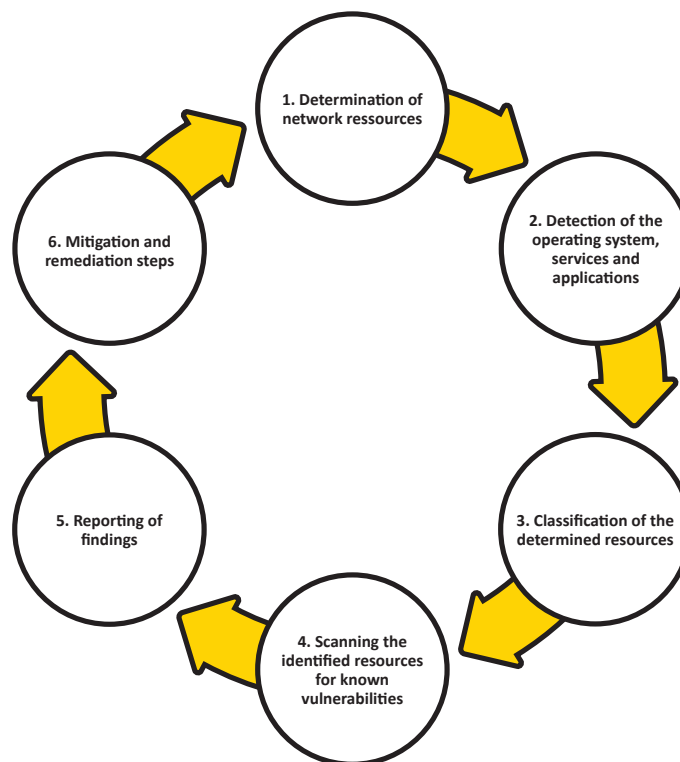 1. Determination of
network ressources
2. Detection of the
operating system,
services and
applications
3. Classification of the
determined resources
4. Scanning the
identified resources
for known
vulnerabilities
5. Reporting of
findings
6. Mitigation and
remediation steps